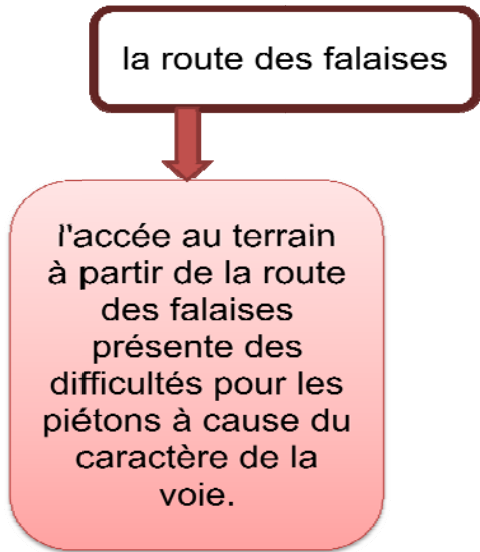 la route des falaises
l'accée au terrain
à partir de la route
des falaises
présente des
difficultés pour les
piétons à cause du
caractère de la
voie.